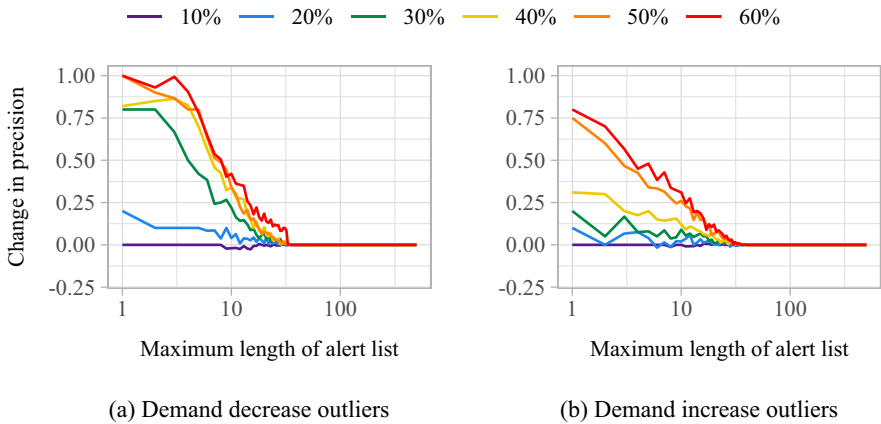 10% 20% 30% 40% 50% 60%
Change in precision
1.00
0.75
0.50
0.25
0.00
-0.25
1 10 100
Maximum length of alert list
(a) Demand decrease outliers
1.00
0.75
0.50
0.25
0.00
-0.25
1 10 100
Maximum length of alert list
(b) Demand increase outliers